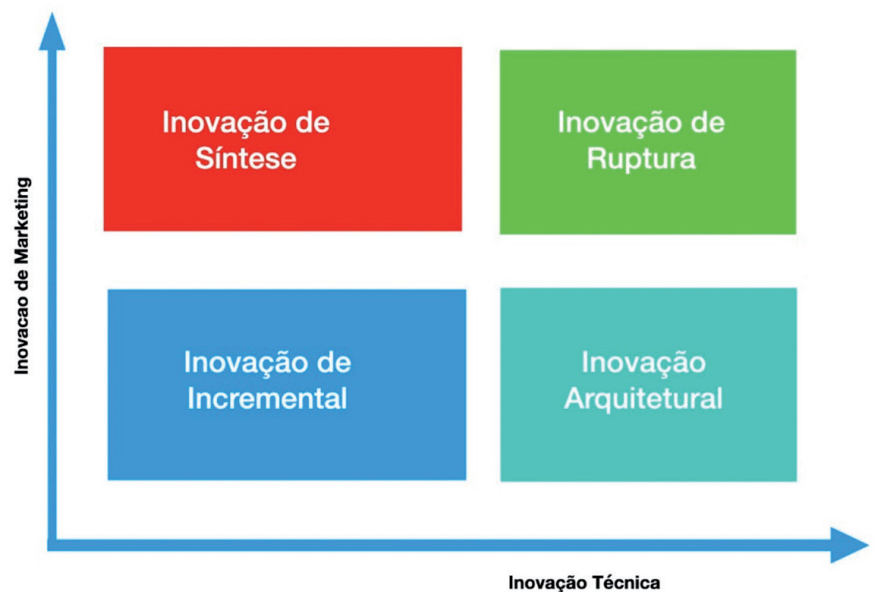 Inovacao de Marketing
Inovação de
Síntese
Inovação de
Ruptura
Inovação de
Incremental
Inovação
Arquitetural
Inovação Técnica